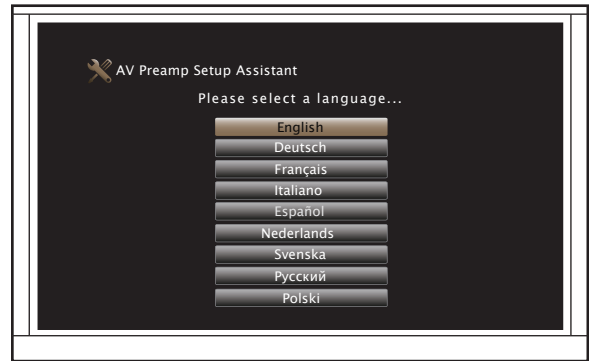 AV Preamp Setup Assistant
Please select a language...
English
Deutsch
Français
Italiano
Español
Nederlands
Svenska
Русский
Polski